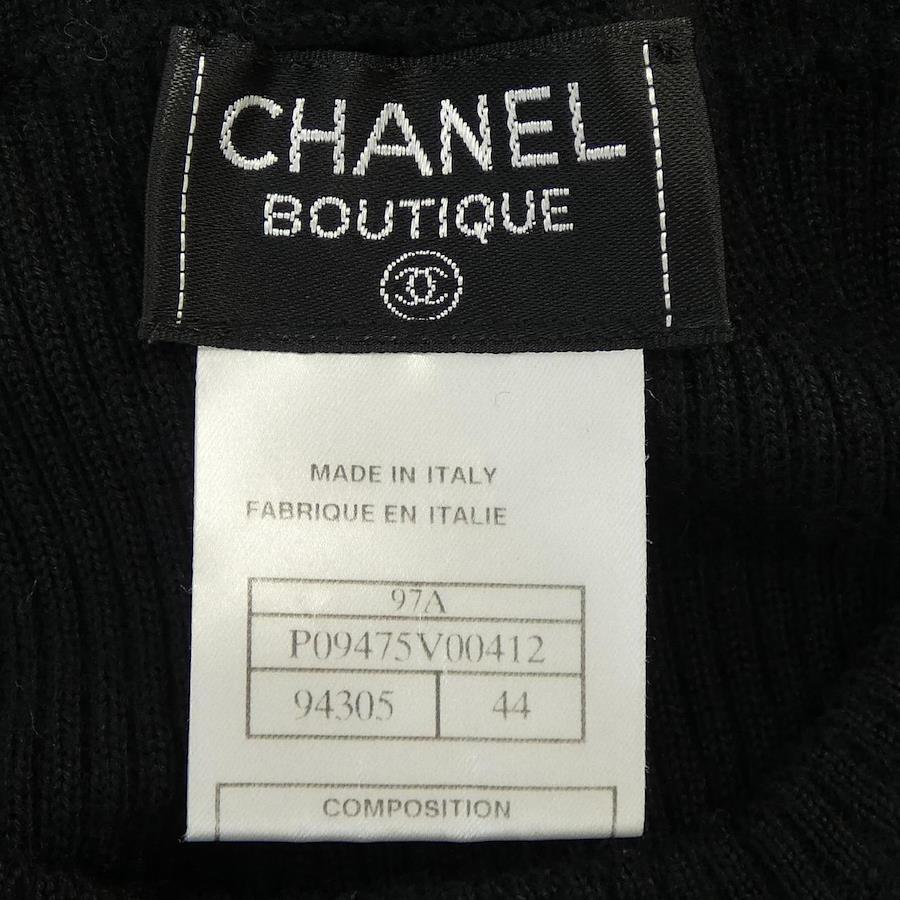 CHANEL
BOUTIQUE
MADE IN ITALY
FABRIQUE EN ITALIE
97A
P09475V00412
94305 44
COMPOSITION